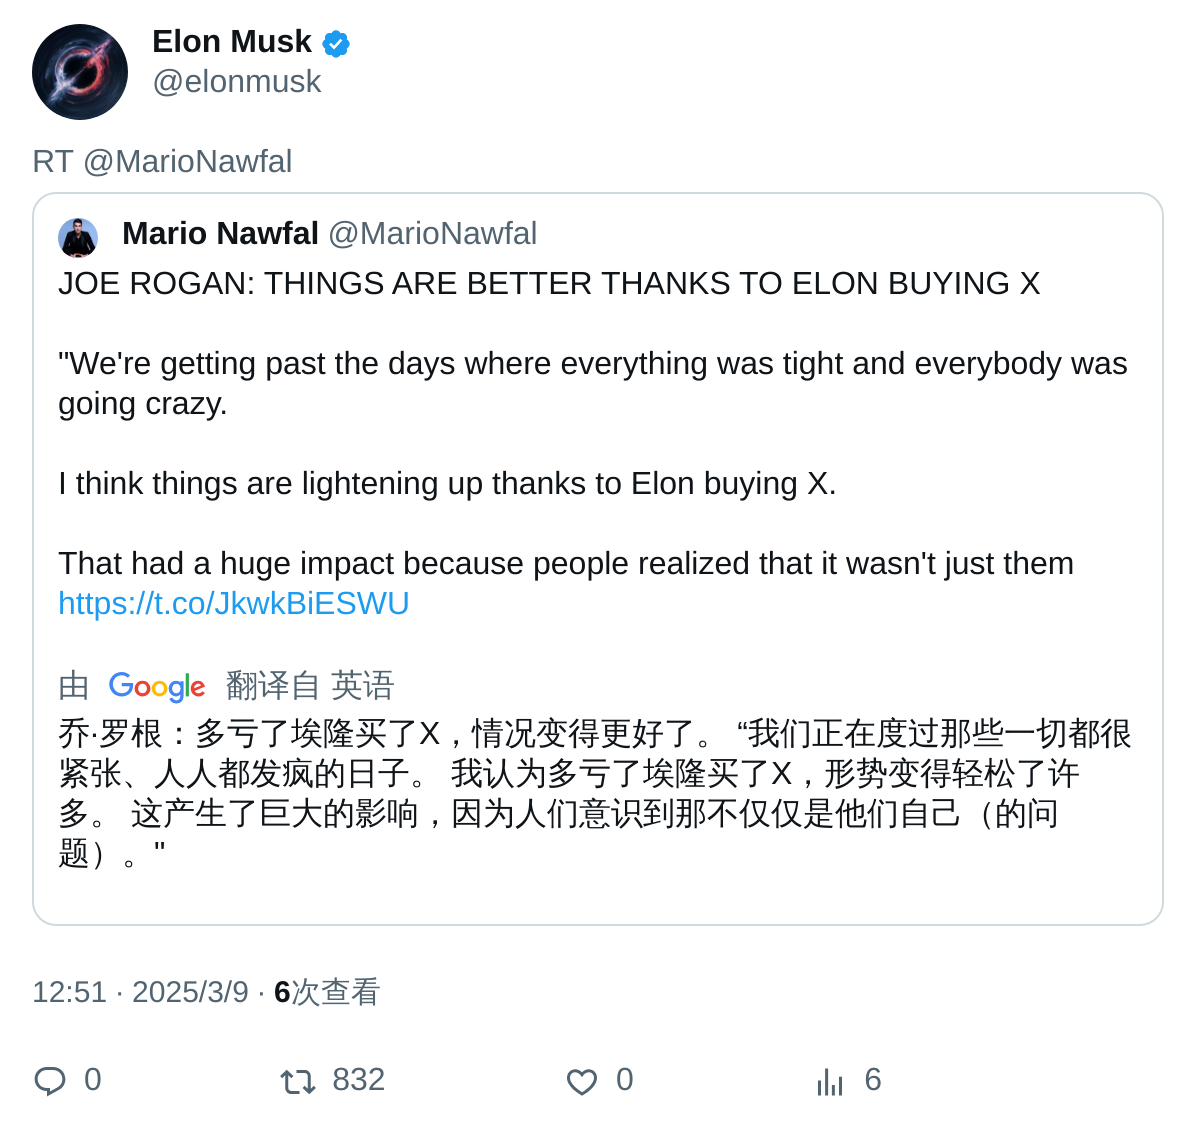 Elon Musk
@elonmusk
RT @MarioNawfal
Mario Nawfal @MarioNawfal
JOE ROGAN: THINGS ARE BETTER THANKS TO ELON BUYING X
"We're getting past the days where everything was tight and everybody was
going crazy.
I think things are lightening up thanks to Elon buying X.
That had a huge impact because people realized that it wasn't just them
https://t.co/JkwkBiESWU
由 Google 翻译自 英语
乔·罗根：多亏了埃隆买了X，情况变得更好了。 “我们正在度过那些一切都很
紧张、人人都发疯的日子。 我认为多亏了埃隆买了X，形势变得轻松了许
多。 这产生了巨大的影响，因为人们意识到那不仅仅是他们自己（的问
题）。"
12:51 · 2025/3/9 · 6次查看
0 832 0 6